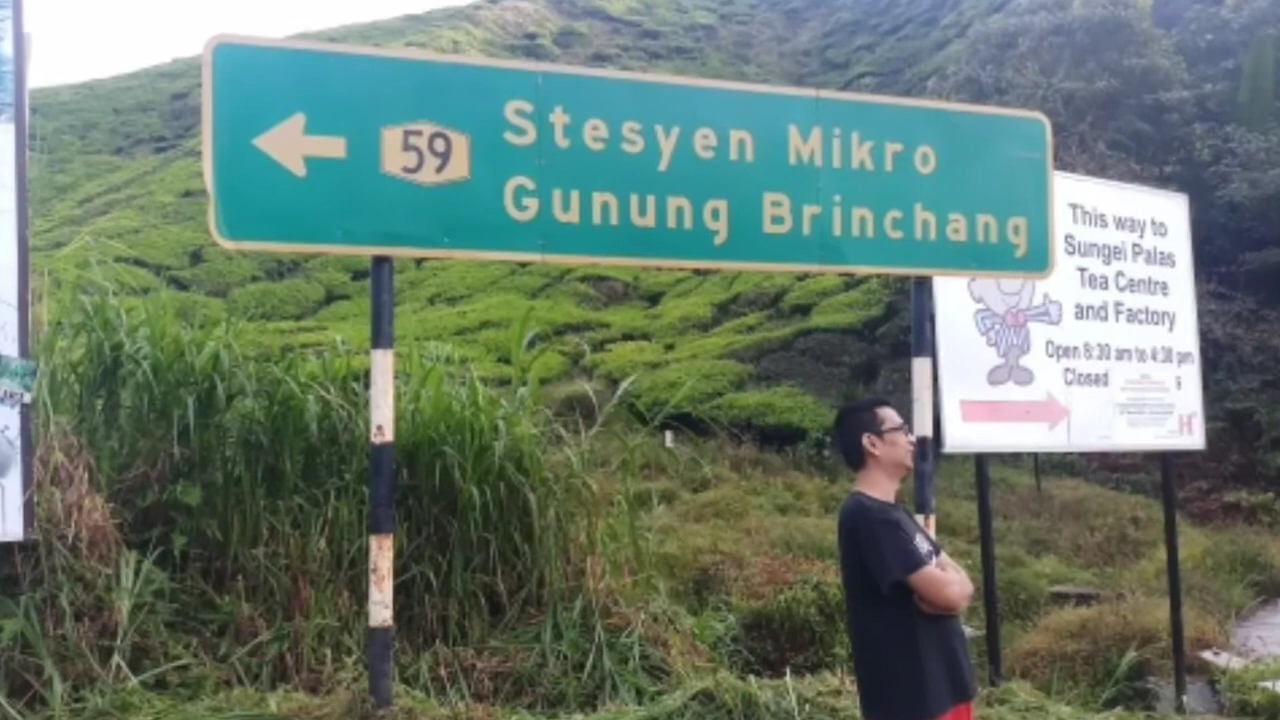 59
Stesyen Mikro
Gunung Brinchang
This way to
Sungei Palas
Tea Centre
and Factory
Open 8:30 am to 4:30 pm
Closed